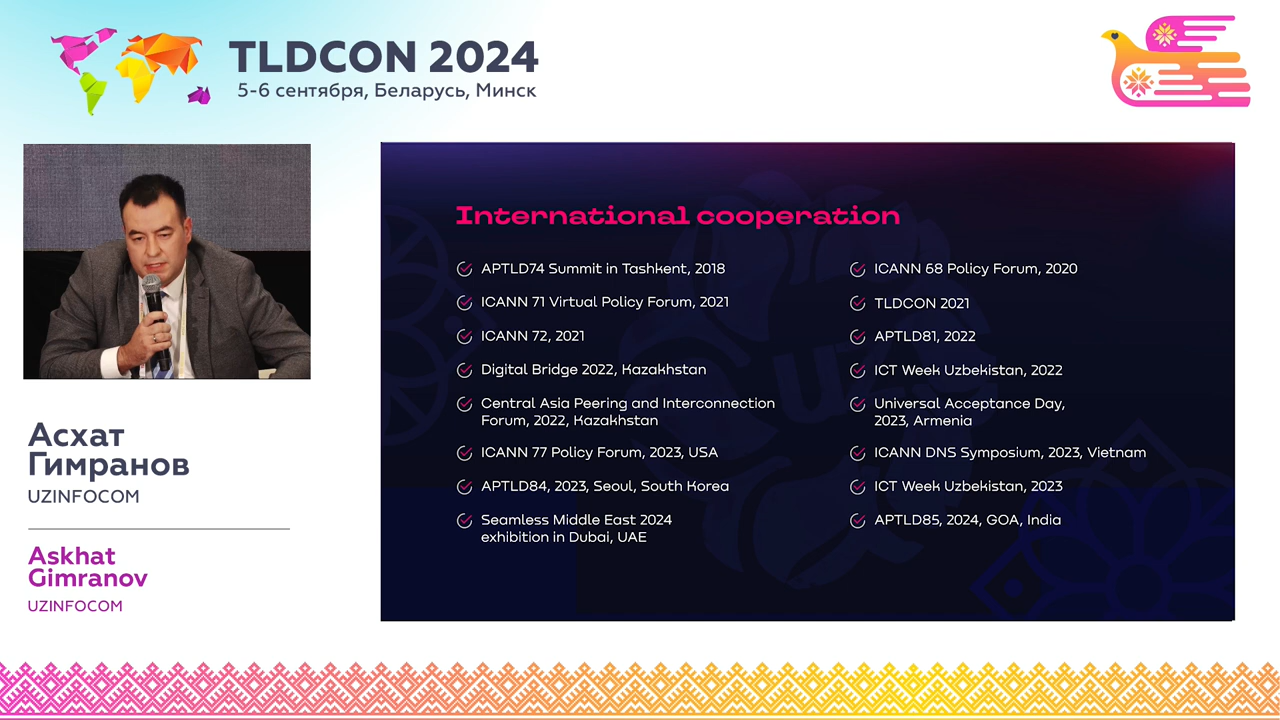 TLDCON 2024
5-6 сентября, Беларусь, Минск
Асхат
Гимранов
UZINFOCOM
Askhat
Gimranov
UZINFOCOM
International cooperation
APTLD74 Summit in Tashkent, 2018
ICANN 71 Virtual Policy Forum, 2021
ICANN 72, 2021
Digital Bridge 2022, Kazakhstan
Central Asia Peering and Interconnection
Forum, 2022, Kazakhstan
ICANN 77 Policy Forum, 2023, USA
APTLD84, 2023, Seoul, South Korea
Seamless Middle East 2024
exhibition in Dubai, UAE
ICANN 68 Policy Forum, 2020
TLDCON 2021
APTLD81, 2022
ICT Week Uzbekistan, 2022
Universal Acceptance Day,
2023, Armenia
ICANN DNS Symposium, 2023, Vietnam
ICT Week Uzbekistan, 2023
APTLD85, 2024, GOA, India